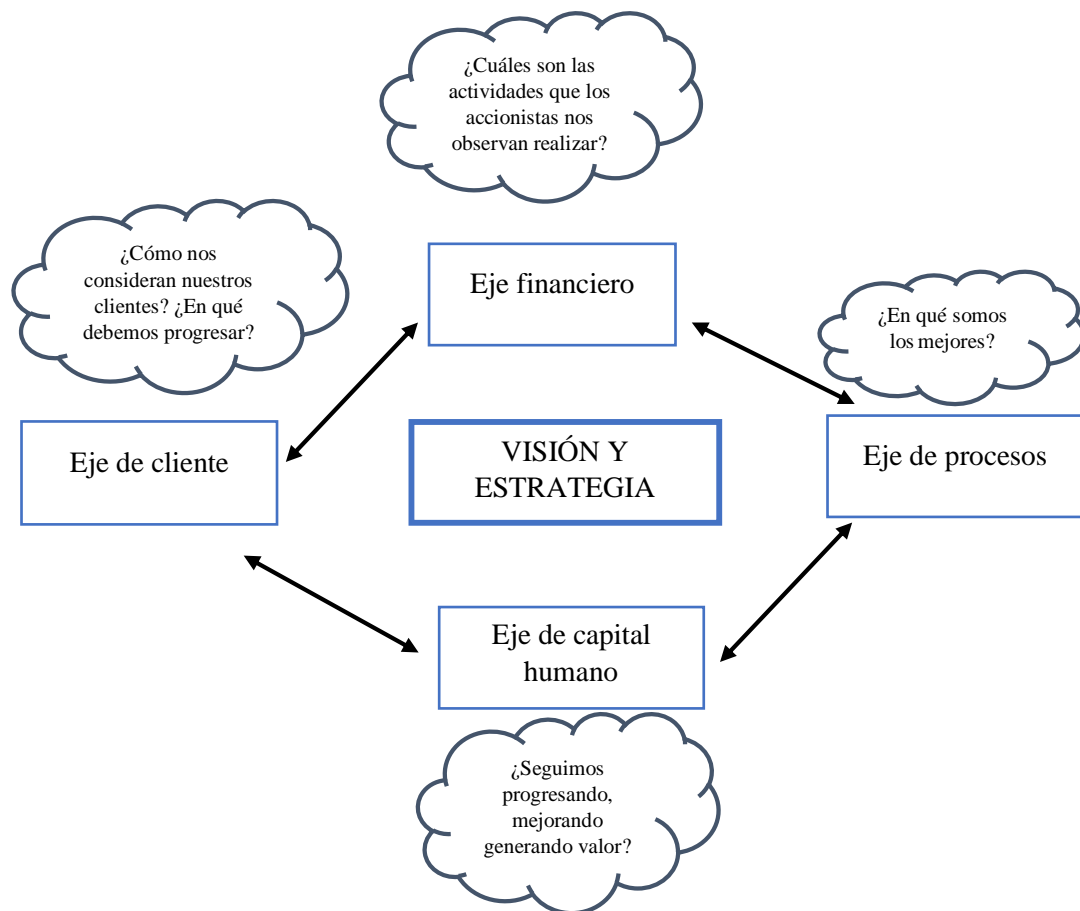 ¿Cuáles son las
actividades que los
accionistas nos
observan realizar?
¿Cómo nos
consideran nuestros
clientes? ¿En qué
debemos progresar?
Eje financiero
¿En qué somos
los mejores?
Eje de cliente
VISIÓN Y
ESTRATEGIA
Eje de procesos
Eje de capital
humano
¿Seguimos
progresando,
mejorando
generando valor?